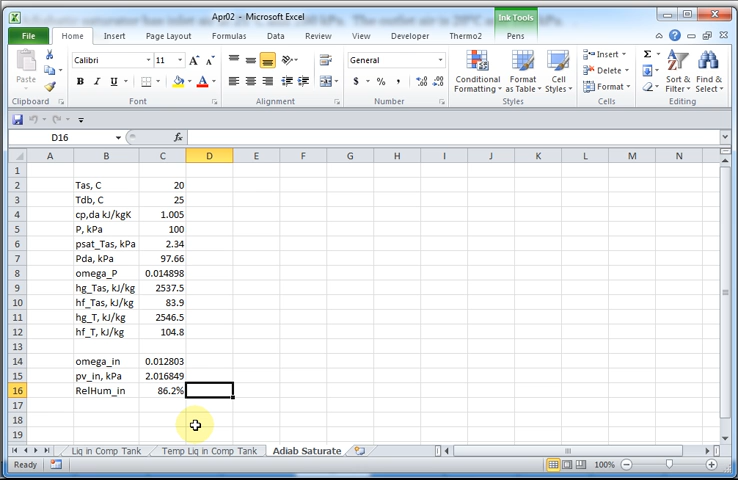 Apr02 - Microsoft Excel
Ink Tools
File Home Insert Page Layout Formulas Data Review View Developer Thermo2 Pens
Paste
Clipboard
Calibri 11
B I U
Font
Alignment
General
$ % ,
Number
Conditional Formatting
Format as Table
Cell Styles
Styles
Insert
Delete
Format
Cells
Sort & Filter
Find & Select
Editing
D16 fx
A B C D E F G H I J K L M N
1
2 Tas, C 20
3 Tdb, C 25
4 cp,da kJ/kgK 1.005
5 P, kPa 100
6 psat_Tas, kPa 2.34
7 Pda, kPa 97.66
8 omega_P 0.014898
9 hg_Tas, kJ/kg 2537.5
10 hf_Tas, kJ/kg 83.9
11 hg_T, kJ/kg 2546.5
12 hf_T, kJ/kg 104.8
13
14 omega_in 0.012803
15 pv_in, kPa 2.016849
16 RelHum_in 86.2%
17
18
19
Liq in Comp Tank Temp Liq in Comp Tank Adiab Saturate
Ready 100%